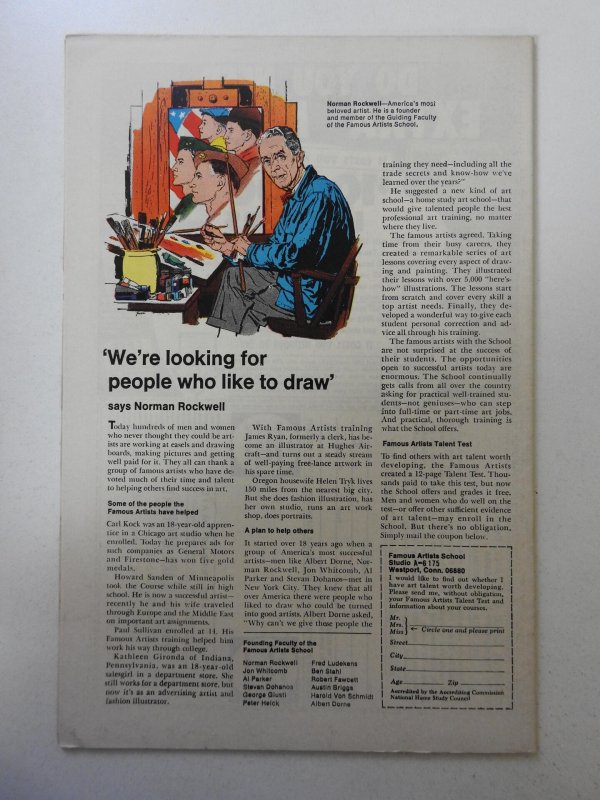 Norman Rockwell—America's most
beloved artist. He is a founder
and member of the Guiding Faculty
of the Famous Artists School.
'We're looking for
people who like to draw'
says Norman Rockwell
Today hundreds of men and women
who never thought they could be art-
ists are working at easels and drawing
boards, making pictures and getting
well paid for it. They all can thank a
group of famous artists who have de-
voted much of their time and talent
to helping others find success in art.
Some of the people the
Famous Artists have helped
Carl Kock was an 18-year-old appren-
tice in a Chicago art studio when he
enrolled. Today he prepares ads for
such companies as General Motors
and Firestone—has won five gold
medals.
Howard Sanden of Minneapolis
took the Course while still in high
school. He is now a successful artist—
recently he and his wife traveled
through Europe and the Middle East
on important art assignments.
Paul Sullivan enrolled at 14. His
Famous Artists training helped him
work his way through college.
Kathleen Gironda of Indiana,
Pennsylvania, was an 18-year-old
salesgirl in a department store. She
still works for a department store, but
now it's as an advertising artist and
fashion illustrator.
With Famous Artists training
James Ryan, formerly a clerk, has be-
come an illustrator at Hughes Air-
craft—and turns out a steady stream
of well-paying free-lance artwork in
his spare time.
Oregon housewife Helen Tryk lives
150 miles from the nearest big city.
But she does fashion illustration, has
her own studio, runs an art work
shop, does portraits.
A plan to help others
It started over 18 years ago when a
group of America's most successful
artists—men like Albert Dorne, Nor-
man Rockwell, Jon Whitcomb, Al
Parker and Stevan Dohanos—met in
New York City. They knew that all
over America there were people who
liked to draw who could be turned
into good artists. Albert Dorne asked,
"Why can't we give those people the
Founding Faculty of the
Famous Artists School
Norman Rockwell
Jon Whitcomb
Al Parker
Stevan Dohanos
George Giusti
Peter Helck
Fred Ludekens
Ben Stahl
Robert Fawcett
Austin Briggs
Harold Von Schmidt
Albert Dorne
training they need—including all the
trade secrets and know-how we've
learned over the years?"
He suggested a new kind of art
school—a home study art school—that
would give talented people the best
professional art training, no matter
where they live.
The famous artists agreed. Taking
time from their busy careers, they
created a remarkable series of art
lessons covering every aspect of draw-
ing and painting. They illustrated
their lessons with over 5,000 "here's-
how" illustrations. The lessons start
from scratch and cover every skill a
top artist needs. Finally, they de-
veloped a wonderful way to give each
student personal correction and ad-
vice all through his training.
The famous artists with the School
are not surprised at the success of
their students. The opportunities
open to successful artists today are
enormous. The School continually
gets calls from all over the country
asking for practical well-trained stu-
dents—not geniuses—who can step
into full-time or part-time art jobs.
And practical, thorough training is
what the School offers.
Famous Artists Talent Test
To find others with art talent worth
developing, the Famous Artists
created a 12-page Talent Test. Thou-
sands paid to take this test, but now
the School offers and grades it free.
Men and women who do well on the
test—or offer other sufficient evidence
of art talent—may enroll in the
School. But there's no obligation.
Simply mail the coupon below.
Famous Artists School
Studio A-6175
Westport, Conn. 06880
I would like to find out whether I
have art talent worth developing.
Please send me, without obligation,
your Famous Artists Talent Test and
information about your courses.
Mr.
Mrs.
Miss ← Circle one and please print
Street
City
State
Age Zip
Accredited by the Accrediting Commission
National Home Study Council